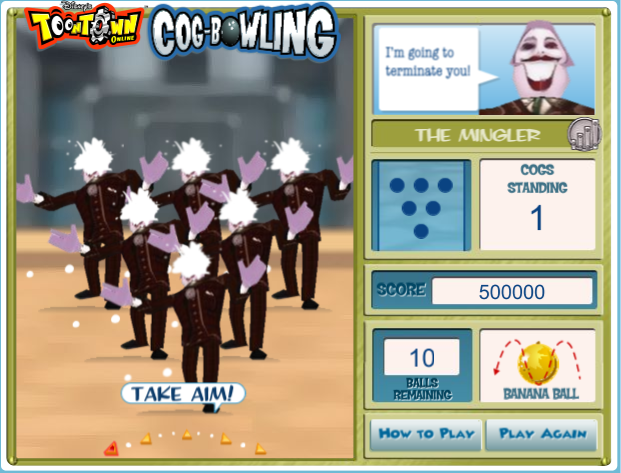 Disney's
TOONTOWN
ONLINE
COG-BOWLING
I'm going to
terminate you!
THE MINGLER
COGS
STANDING
1
SCORE 500000
10
BALLS
REMAINING
BANANA BALL
TAKE AIM!
HOW TO PLAY
PLAY AGAIN